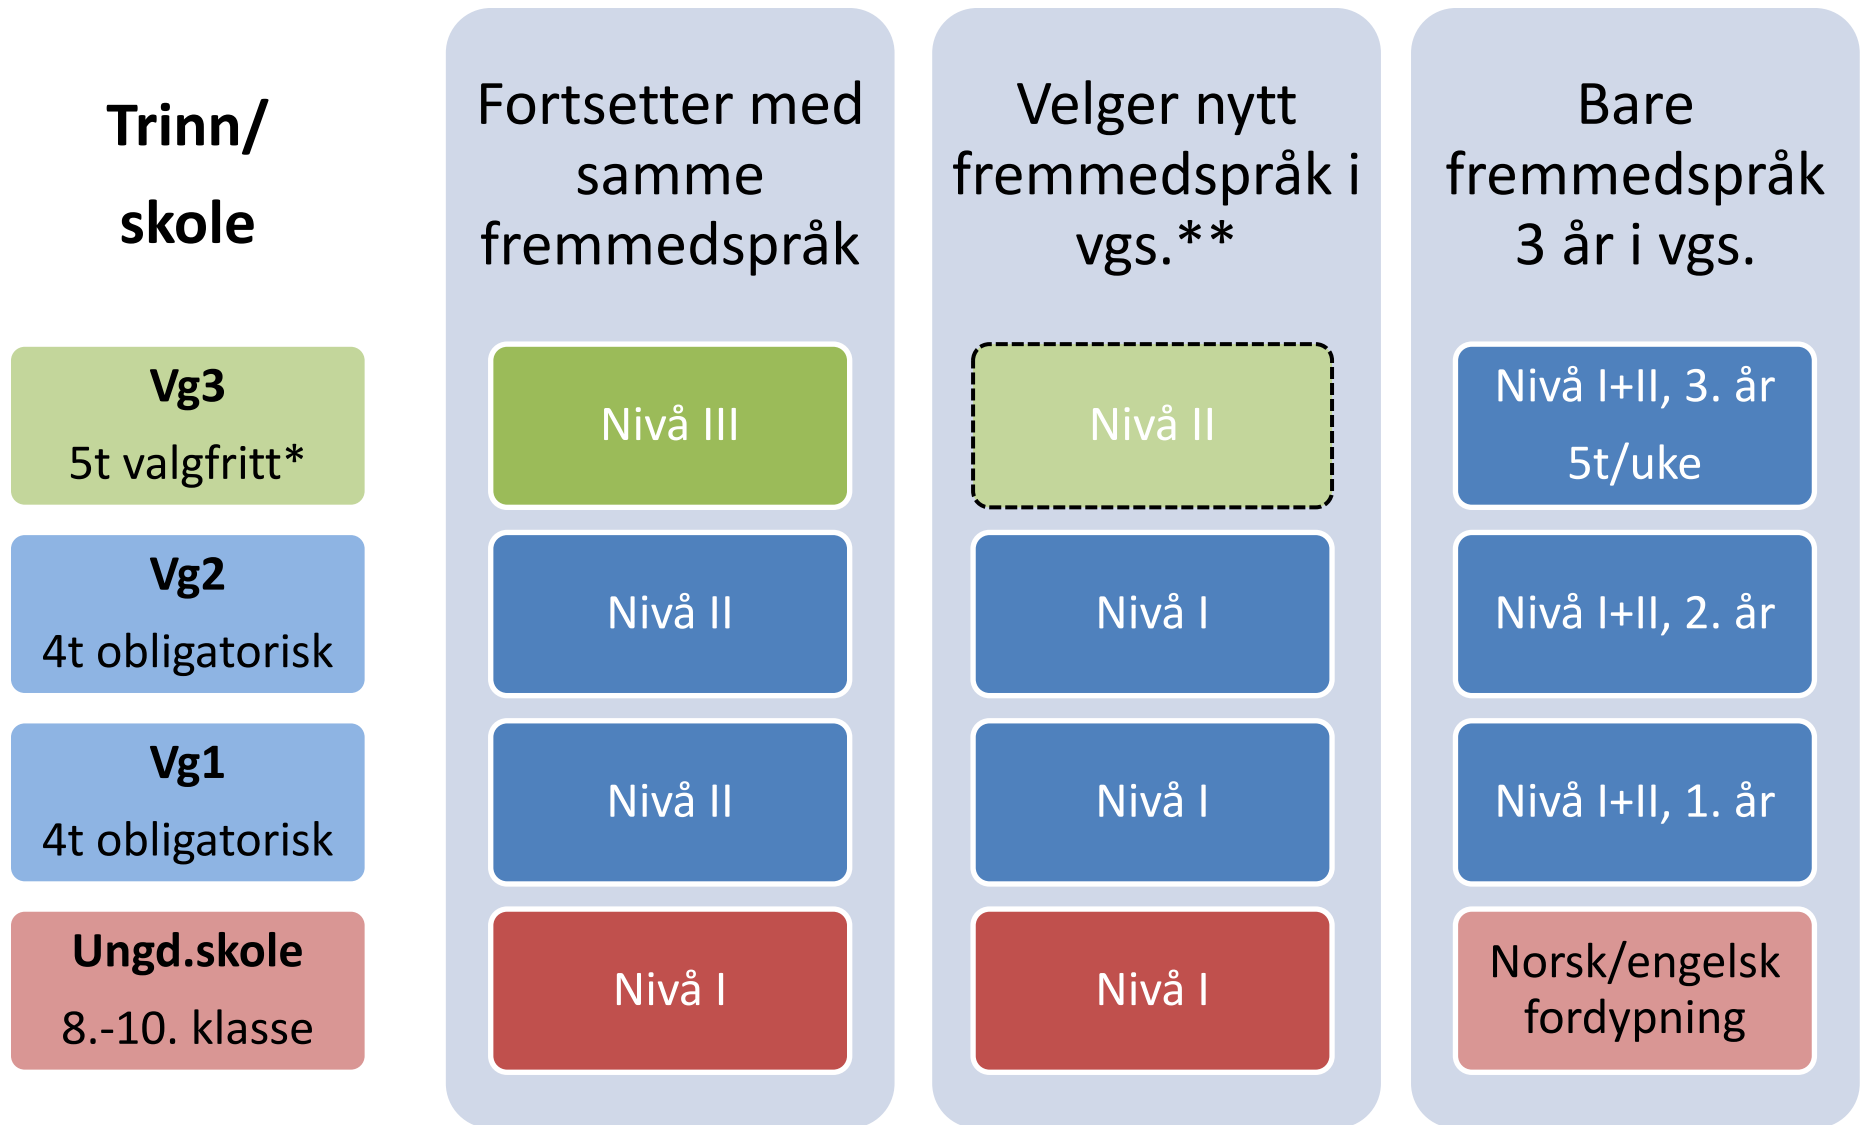 Trinn/
skole
Fortsetter med
samme
fremmedspråk
Velger nytt
fremmedspråk i
vgs.**
Bare
fremmedspråk
3 år i vgs.
Vg3
5t valgfritt*
Nivå III
Nivå II
Nivå I+II, 3. år
5t/uke
Vg2
4t obligatorisk
Nivå II
Nivå I
Nivå I+II, 2. år
Vg1
4t obligatorisk
Nivå II
Nivå I
Nivå I+II, 1. år
Ungd.skole
8.-10. klasse
Nivå I
Nivå I
Norsk/engelsk
fordypning